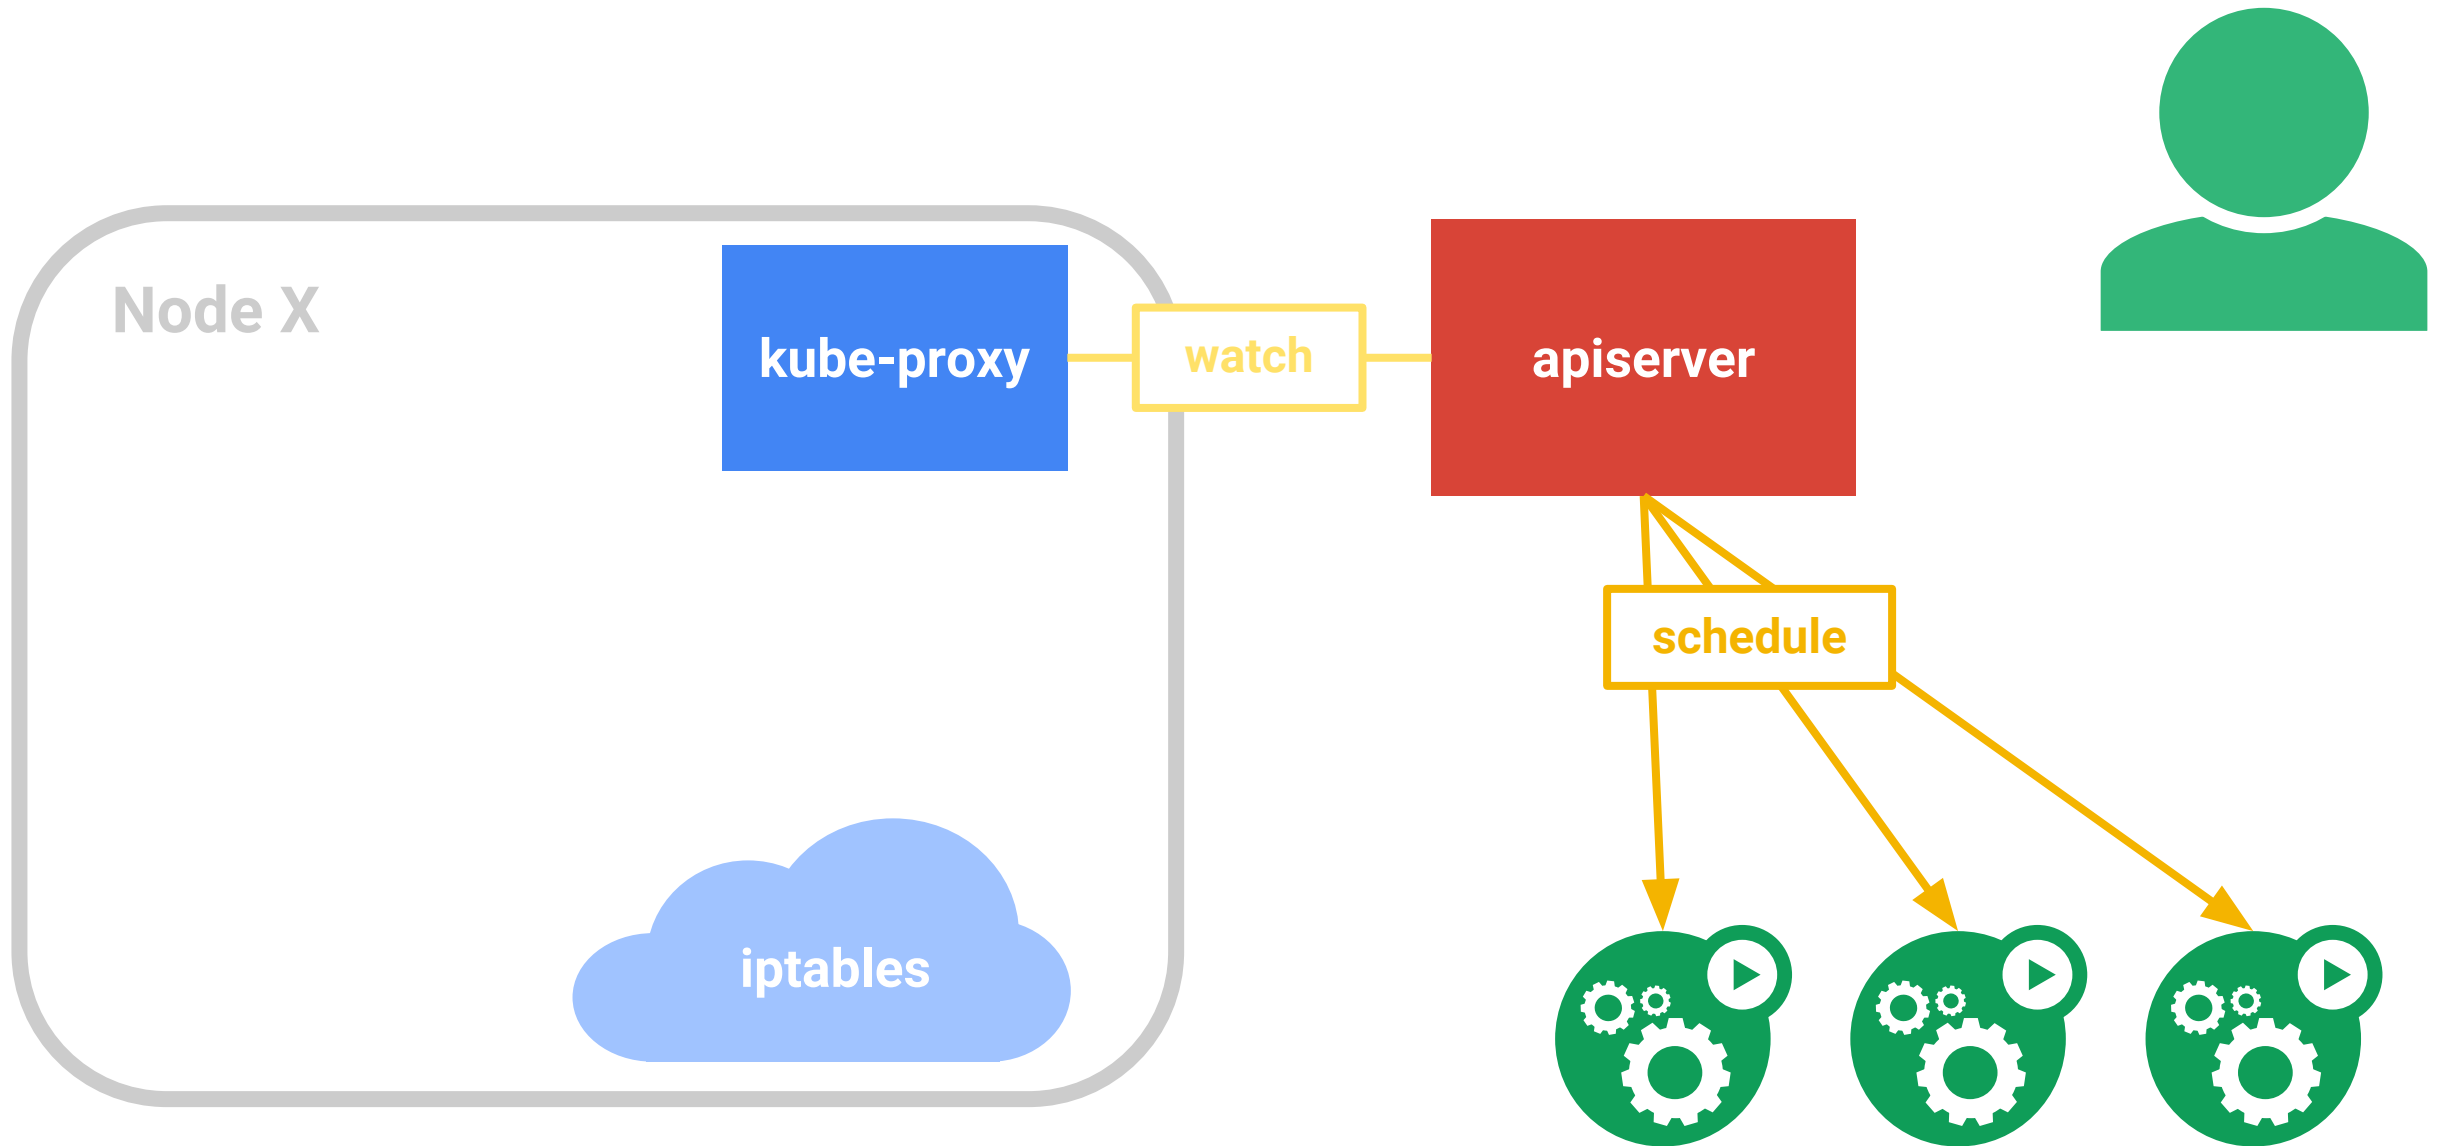 Node X
kube-proxy
watch
apiserver
schedule
iptables